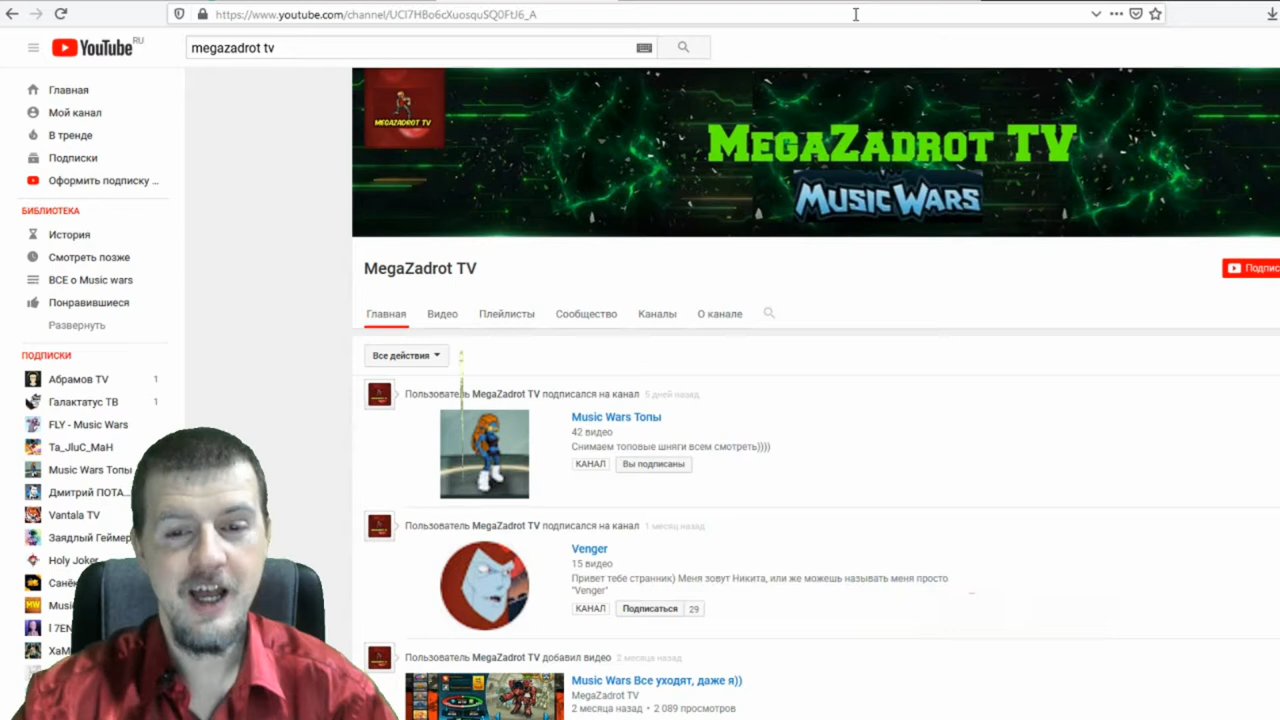 https://www.youtube.com/channel/UCl7HBo6cXuosquSQ0FtJ6_A
YouTube RU
megazadrot tv
Главная
Мой канал
В тренде
Подписки
Оформить подписку ...
БИБЛИОТЕКА
История
Смотреть позже
ВСЕ о Music wars
Понравившиеся
Развернуть
ПОДПИСКИ
Абрамов TV 1
Галактатус ТВ 1
FLY - Music Wars
Ta_JIuC_MaH
Music Wars Топы
Дмитрий ПОТА...
Vantala TV
Заядлый Геймер
Holy Joker
MEGAZADROT TV
MEGAZADROT TV
MUSIC WARS
MegaZadrot TV
Главная Видео Плейлисты Сообщество Каналы О канале
Все действия
Пользователь MegaZadrot TV подписался на канал 5 дней назад
Music Wars Топы
42 видео
Снимаем топовые шняги всем смотреть))))
КАНАЛ Вы подписаны
Пользователь MegaZadrot TV подписался на канал 1 месяц назад
Venger
15 видео
Привет тебе странник) Меня зовут Никита, или же можешь называть меня просто
"Venger"
КАНАЛ Подписаться 29
Пользователь MegaZadrot TV добавил видео 2 месяца назад
Music Wars Все уходят, даже я))
MegaZadrot TV
2 месяца назад • 2 089 просмотров